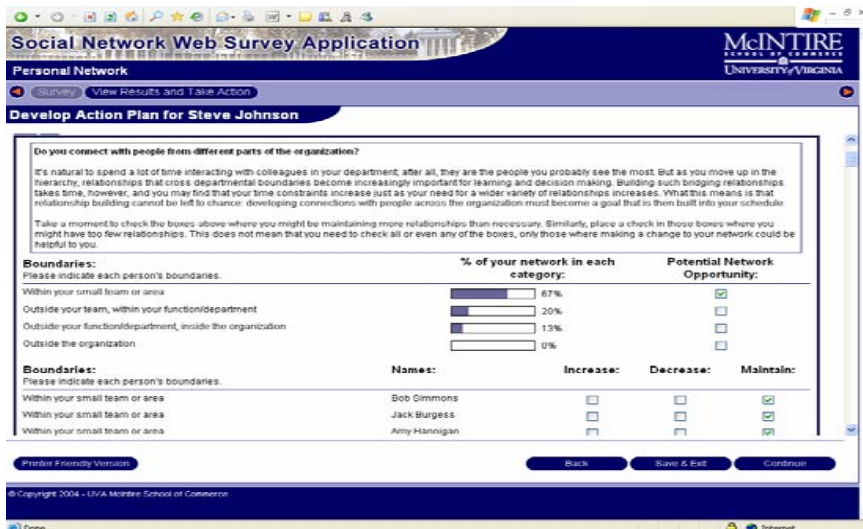 Social Network Web Survey Application
McINTIRE
SCHOOL OF COMMERCE
UNIVERSITY of VIRGINIA
Personal Network
Survey View Results and Take Action
Develop Action Plan for Steve Johnson
Do you connect with people from different parts of the organization?
It's natural to spend a lot of time interacting with colleagues in your department; after all, they are the people you probably see the most. But as you move up in the
hierarchy, relationships that cross departmental boundaries become increasingly important for learning and decision making. Building such bridging relationships
takes time, however, and you may find that your time constraints increase just as your need for a wider variety of relationships increases. What this means is that
relationship building cannot be left to chance: developing connections with people across the organization must become a goal that is then built into your schedule.
Take a moment to check the boxes above where you might be maintaining more relationships than necessary. Similarly, place a check in those boxes where you
might have too few relationships. This does not mean that you need to check all or even any of the boxes, only those where making a change to your network could be
helpful to you.
Boundaries: % of your network in each Potential Network
Please indicate each person's boundaries. category: Opportunity:
Within your small team or area 67%
Outside your team, within your function/department 20%
Outside your function/department, inside the organization 13%
Outside the organization 0%
Boundaries: Names: Increase: Decrease: Maintain:
Please indicate each person's boundaries.
Within your small team or area Bob Simmons
Within your small team or area Jack Burgess
Within your small team or area Amy Hannigan
Printer Friendly Version Back Save & Exit Continue
© Copyright 2004 - UVA McIntire School of Commerce
Done Internet